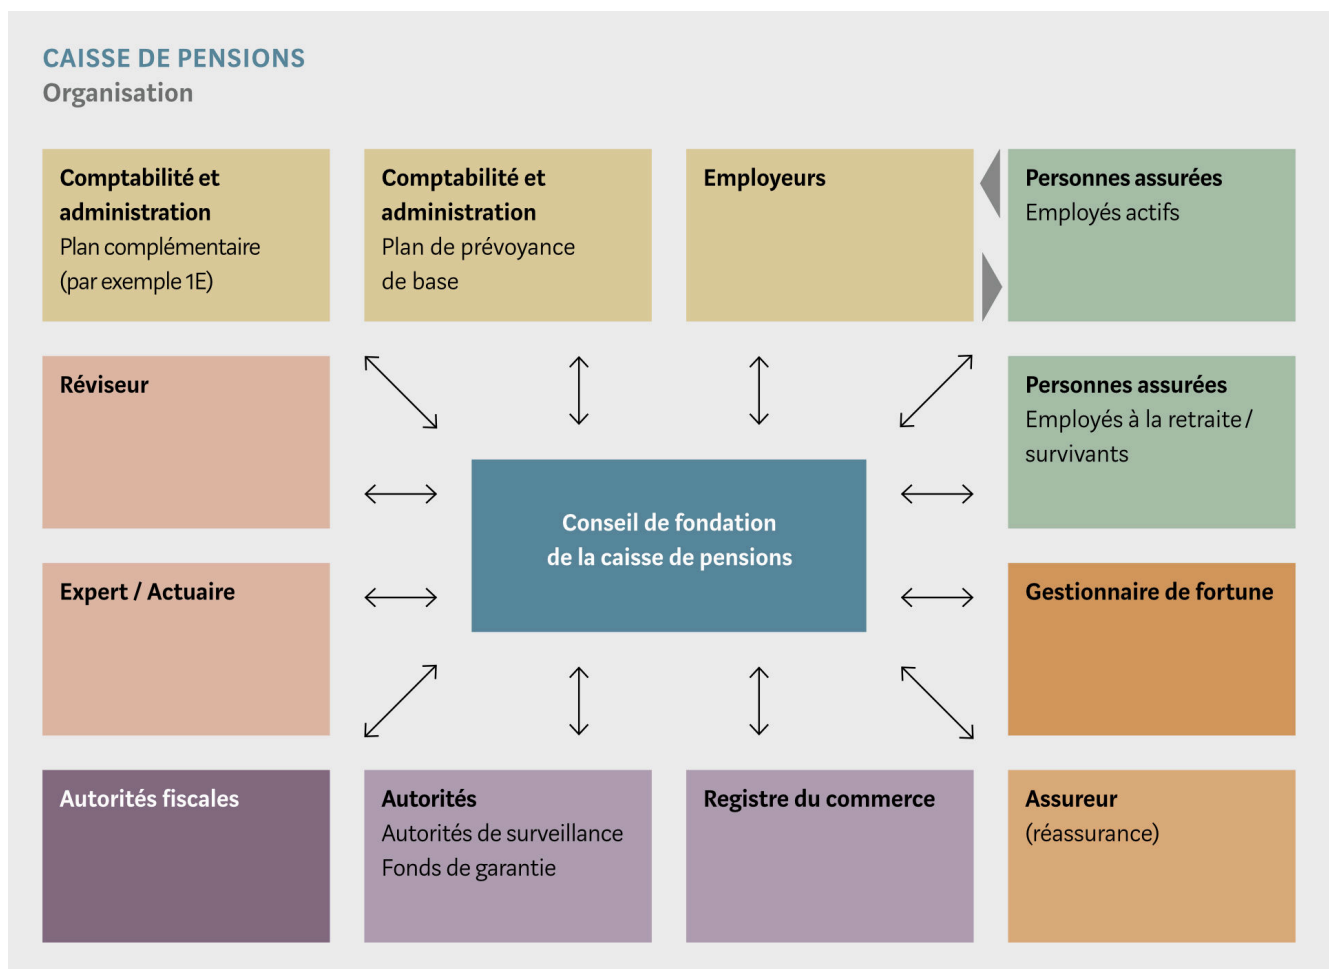 CAISSE DE PENSIONS
Organisation
Comptabilité et
administration
Plan complémentaire
(par exemple 1E)
Comptabilité et
administration
Plan de prévoyance
de base
Employeurs
Personnes assurées
Employés actifs
Réviseur
Personnes assurées
Employés à la retraite /
survivants
Conseil de fondation
de la caisse de pensions
Expert / Actuaire
Gestionnaire de fortune
Autorités fiscales
Autorités
Autorités de surveillance
Fonds de garantie
Registre du commerce
Assureur
(réassurance)